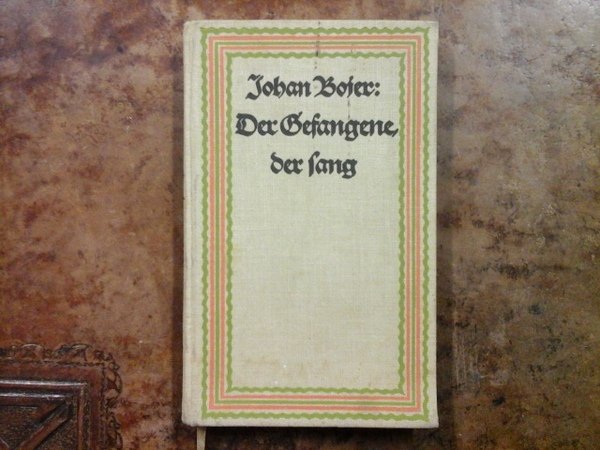 Johan Bojer:
Der Gefangene,
der sang